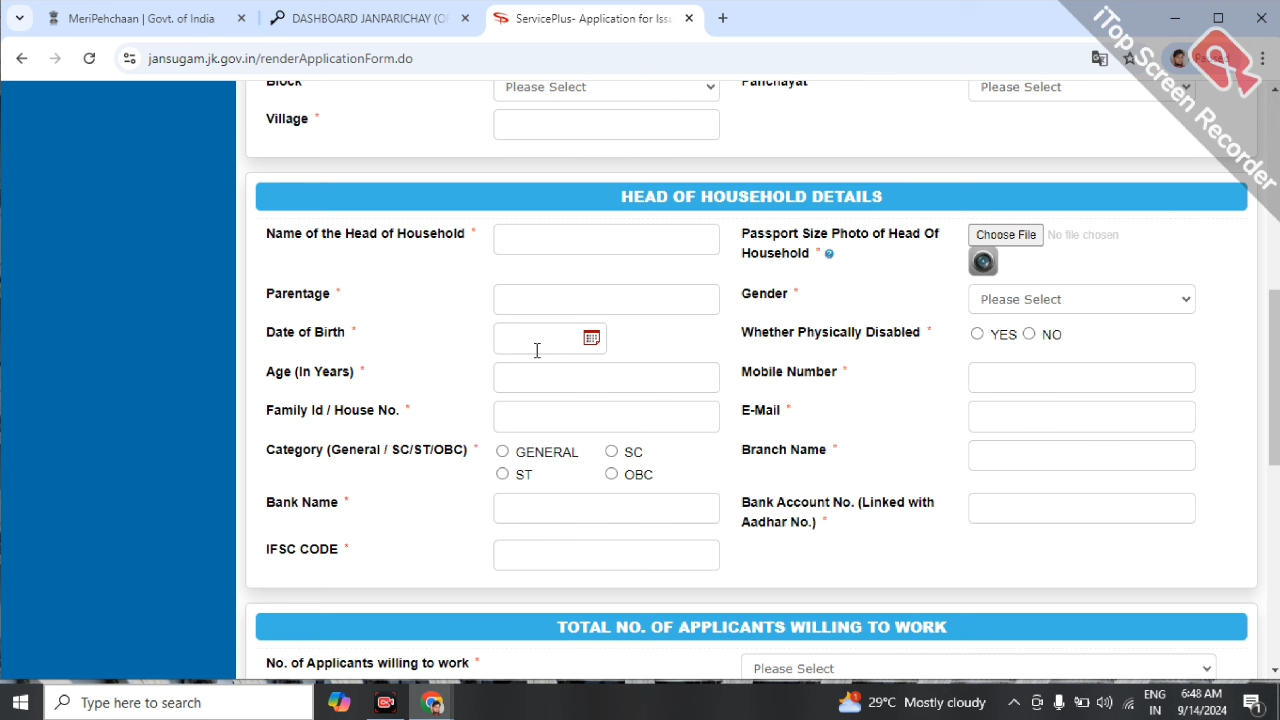 MeriPehchaan | Govt. of India
DASHBOARD JANPARICHAY (OF
ServicePlus- Application for Issu
jansugam.jk.gov.in/renderApplicationForm.do
iTop Screen Recorder
Block
Please Select
Panchayat
Please Select
Village *
HEAD OF HOUSEHOLD DETAILS
Name of the Head of Household *
Passport Size Photo of Head Of
Household * ?
Choose File No file chosen
Parentage *
Gender *
Please Select
Date of Birth *
Whether Physically Disabled *
YES NO
Age (In Years) *
Mobile Number *
Family Id / House No. *
E-Mail *
Category (General / SC/ST/OBC) *
GENERAL SC
ST OBC
Branch Name *
Bank Name *
Bank Account No. (Linked with
Aadhar No.) *
IFSC CODE *
TOTAL NO. OF APPLICANTS WILLING TO WORK
No. of Applicants willing to work *
Please Select
Type here to search
29°C Mostly cloudy
ENG
IN
6:48 AM
9/14/2024
1